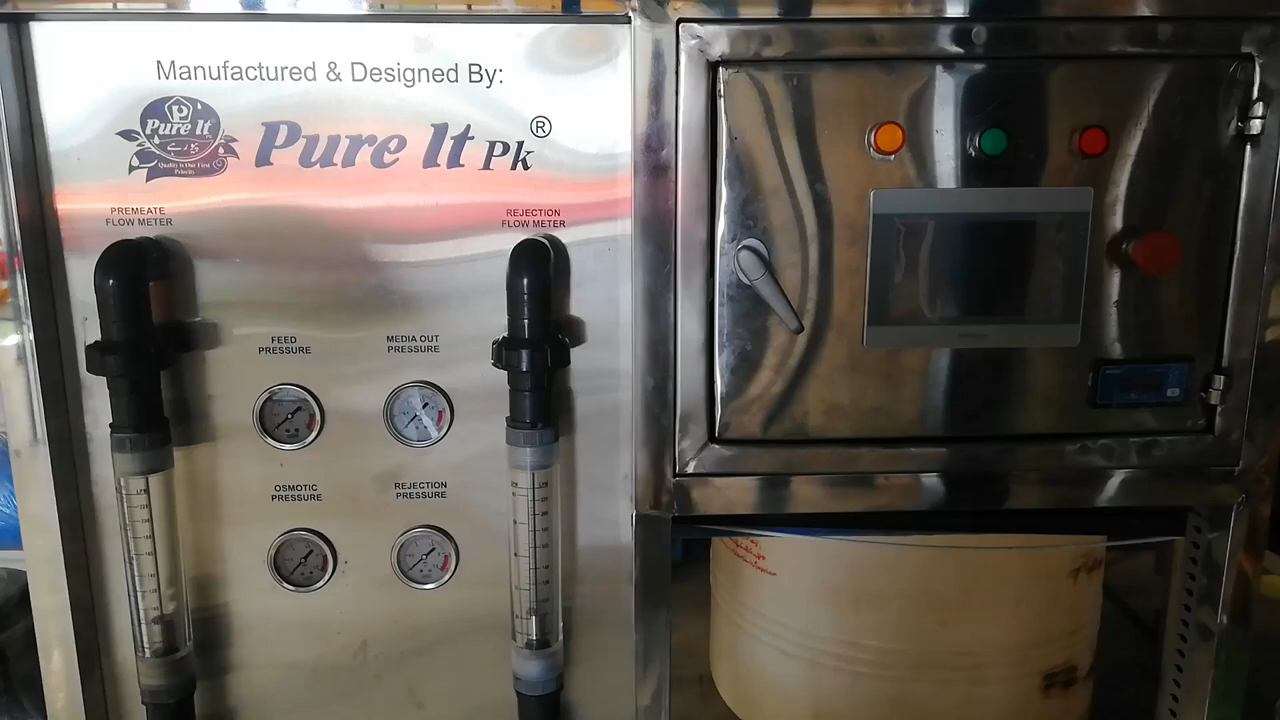 Manufactured & Designed By:
Pure It
Quality is Our First
Priority
Pure It Pk®
PREMEATE
FLOW METER
REJECTION
FLOW METER
FEED
PRESSURE
MEDIA OUT
PRESSURE
OSMOTIC
PRESSURE
REJECTION
PRESSURE
LPM